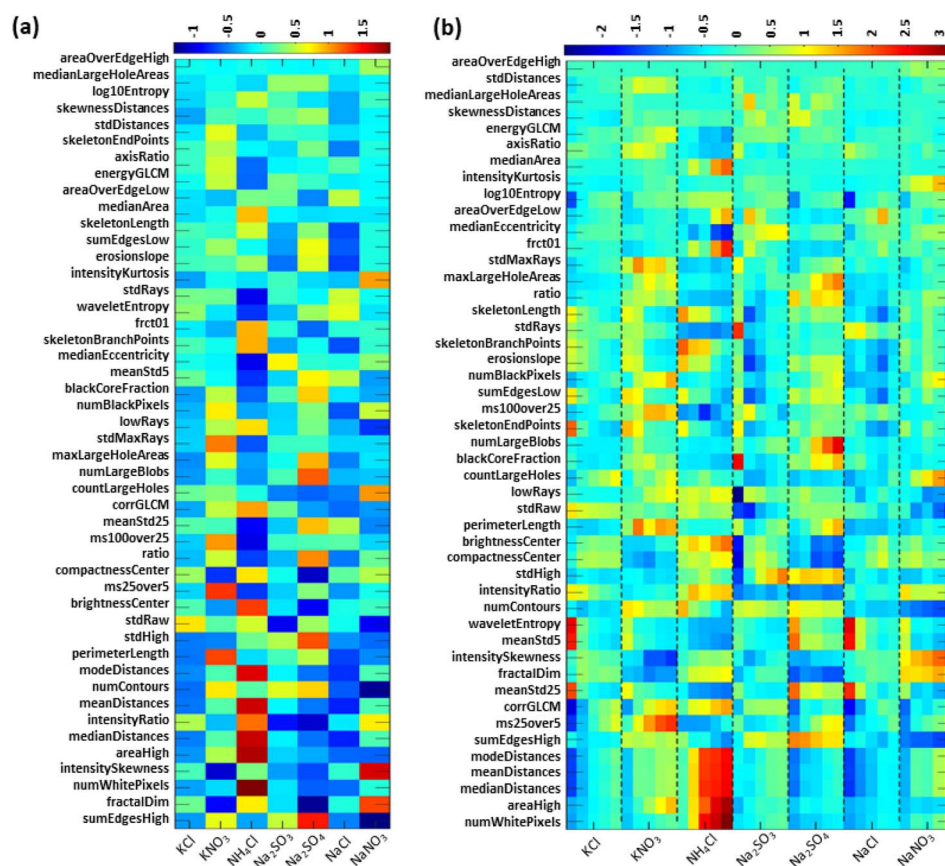 (a)
-1 -0.5 0 0.5 1 1.5
areaOverEdgeHigh
medianLargeHoleAreas
log10Entropy
skewnessDistances
stdDistances
skeletonEndPoints
axisRatio
energyGLCM
areaOverEdgeLow
medianArea
skeletonLength
sumEdgesLow
erosionslope
intensityKurtosis
stdRays
waveletEntropy
frct01
skeletonBranchPoints
medianEccentricity
meanStd5
blackCoreFraction
numBlackPixels
lowRays
stdMaxRays
maxLargeHoleAreas
numLargeBlobs
countLargeHoles
corrGLCM
meanStd25
ms100over25
ratio
compactnessCenter
ms25over5
brightnessCenter
stdRaw
stdHigh
perimeterLength
modeDistances
numContours
meanDistances
intensityRatio
medianDistances
areaHigh
intensitySkewness
numWhitePixels
fractalDim
sumEdgesHigh
KCl KNO3 NH4Cl Na2SO3 Na2SO4 NaCl NaNO3
(b)
-2 -1.5 -1 -0.5 0 0.5 1 1.5 2 2.5 3
areaOverEdgeHigh
stdDistances
medianLargeHoleAreas
skewnessDistances
energyGLCM
axisRatio
medianArea
intensityKurtosis
log10Entropy
areaOverEdgeLow
medianEccentricity
frct01
stdMaxRays
maxLargeHoleAreas
ratio
skeletonLength
stdRays
skeletonBranchPoints
erosionslope
numBlackPixels
sumEdgesLow
ms100over25
skeletonEndPoints
numLargeBlobs
blackCoreFraction
countLargeHoles
lowRays
stdRaw
perimeterLength
brightnessCenter
compactnessCenter
stdHigh
intensityRatio
numContours
waveletEntropy
meanStd5
intensitySkewness
fractalDim
meanStd25
corrGLCM
ms25over5
sumEdgesHigh
modeDistances
meanDistances
medianDistances
areaHigh
numWhitePixels
KCl KNO3 NH4Cl Na2SO3 Na2SO4 NaCl NaNO3